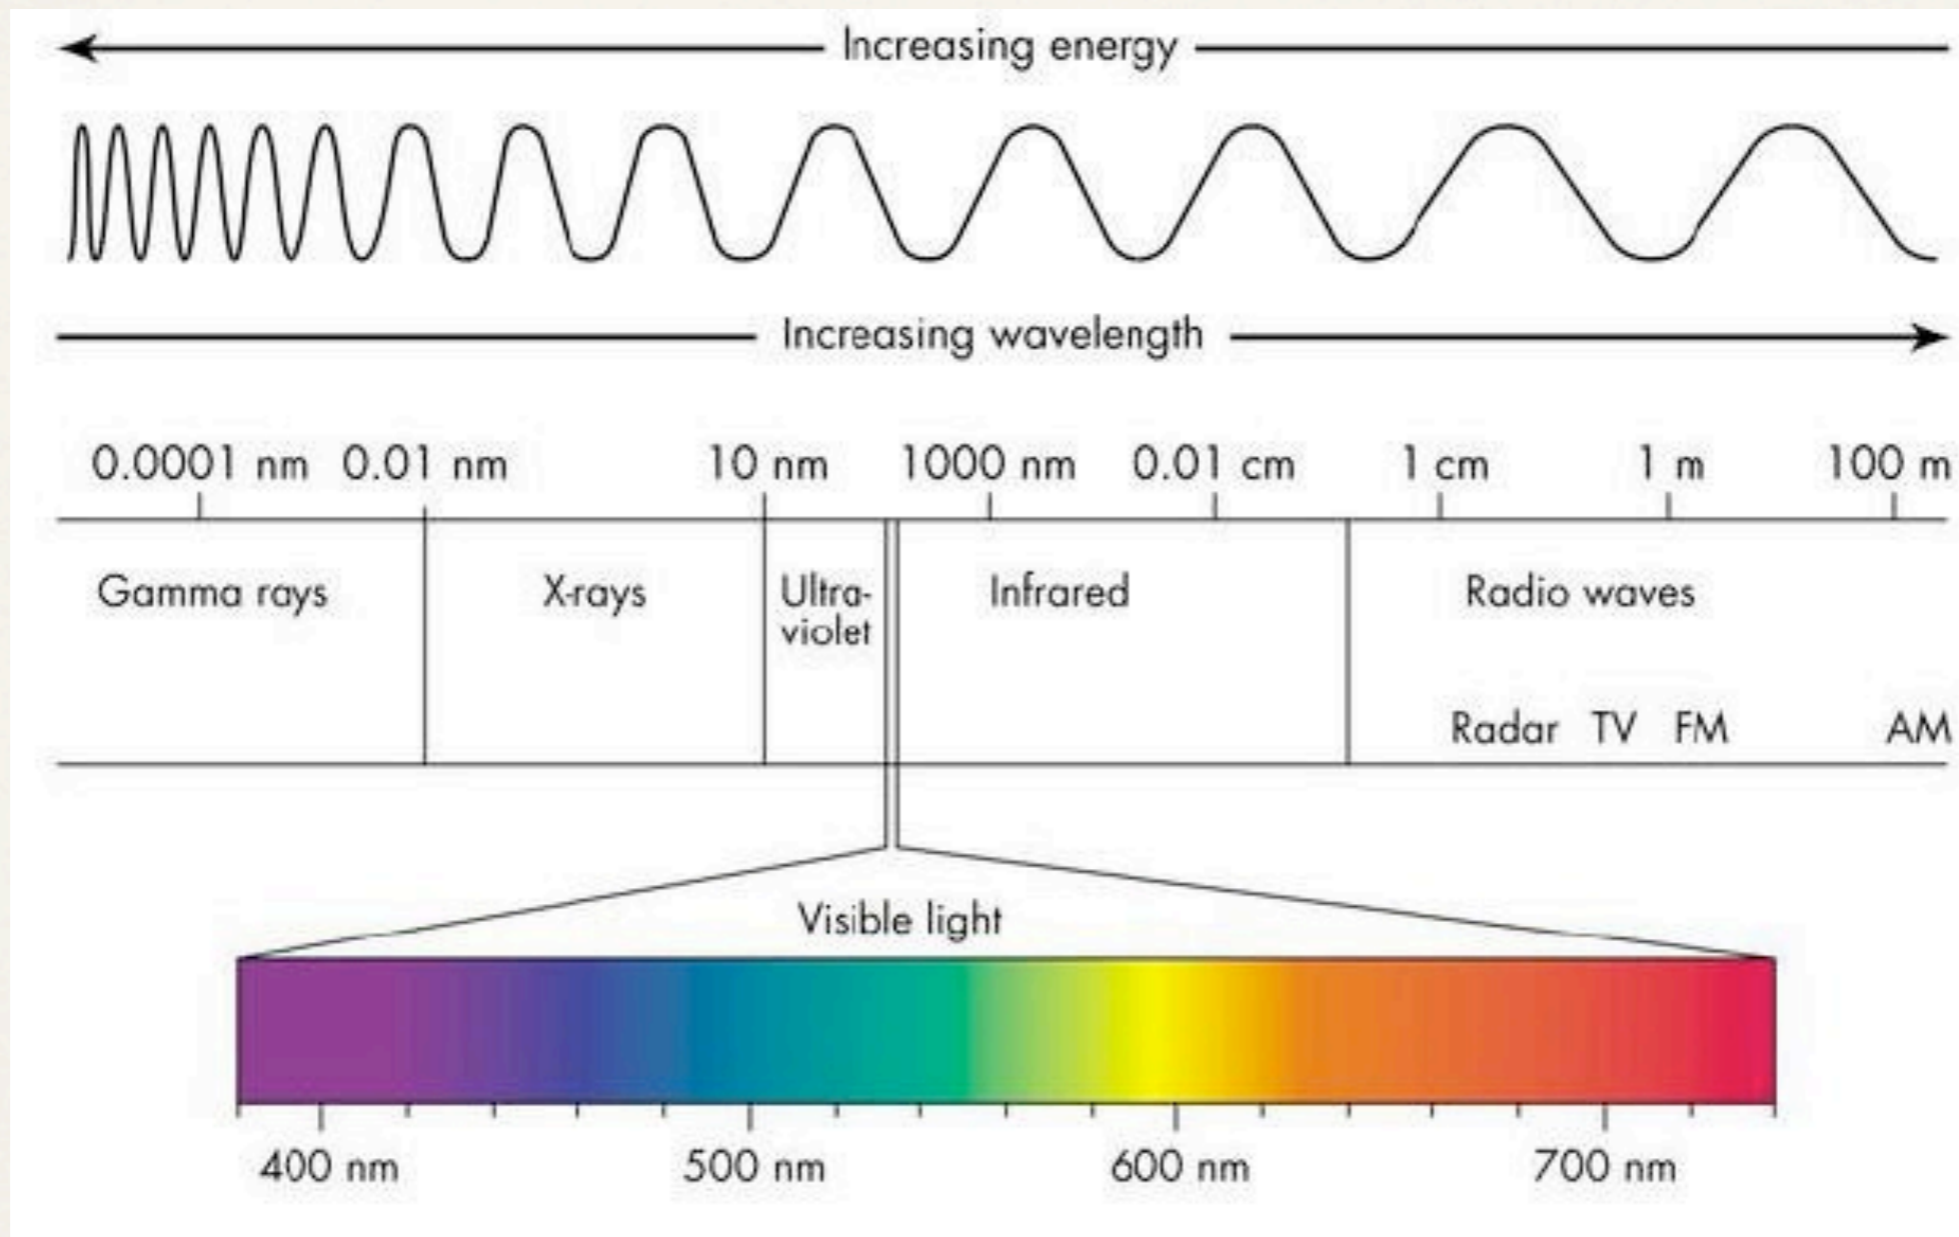 Increasing energy
Increasing wavelength
0.0001 nm 0.01 nm 10 nm 1000 nm 0.01 cm 1 cm 1 m 100 m
Gamma rays X-rays Ultra- Infrared Radio waves
violet
Radar TV FM AM
Visible light
400 nm 500 nm 600 nm 700 nm